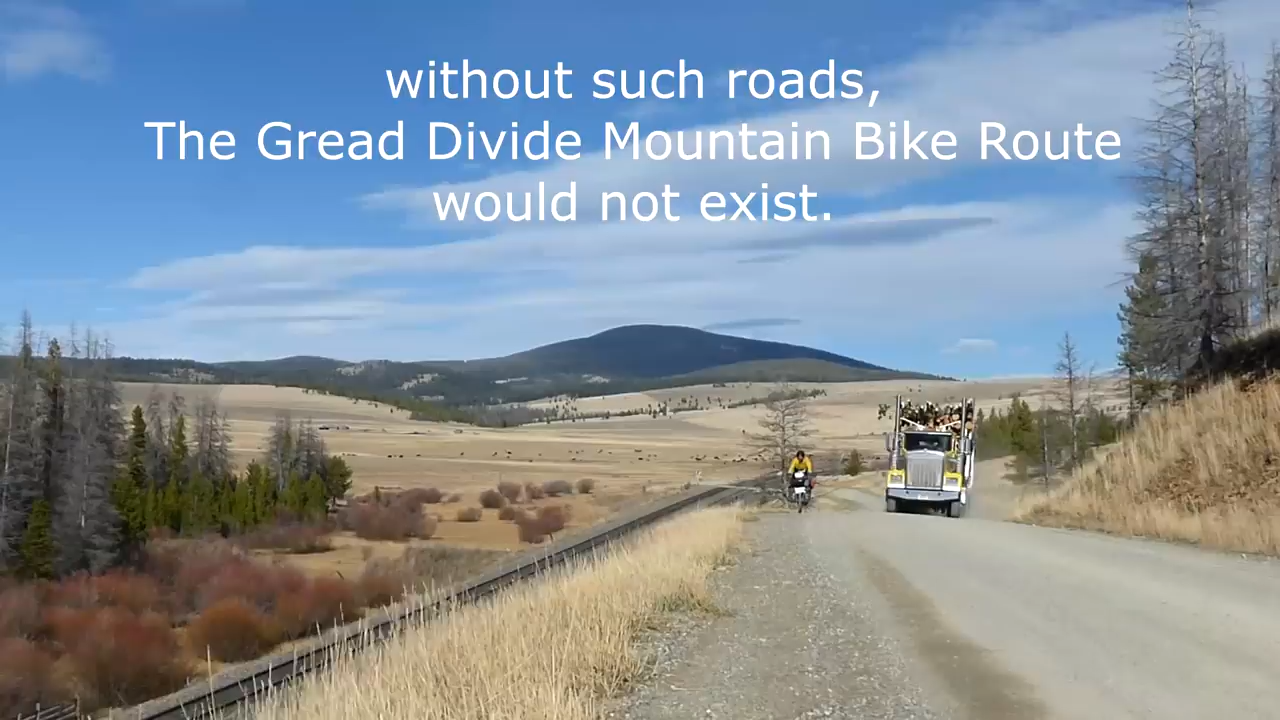 without such roads,
The Gread Divide Mountain Bike Route
would not exist.